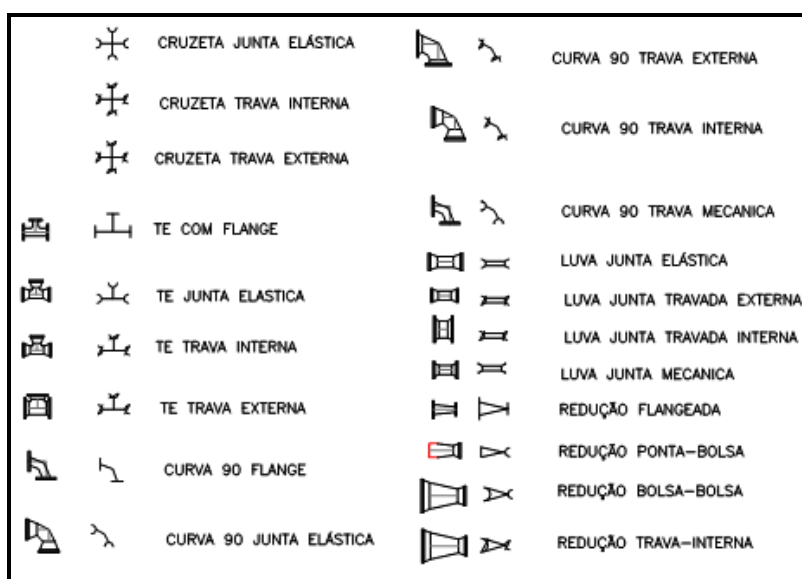 CRUZETA JUNTA ELÁSTICA
CRUZETA TRAVA INTERNA
CRUZETA TRAVA EXTERNA
TE COM FLANGE
TE JUNTA ELASTICA
TE TRAVA INTERNA
TE TRAVA EXTERNA
CURVA 90 FLANGE
CURVA 90 JUNTA ELÁSTICA
CURVA 90 TRAVA EXTERNA
CURVA 90 TRAVA INTERNA
CURVA 90 TRAVA MECANICA
LUVA JUNTA ELÁSTICA
LUVA JUNTA TRAVADA EXTERNA
LUVA JUNTA TRAVADA INTERNA
LUVA JUNTA MECANICA
REDUÇÃO FLANGEADA
REDUÇÃO PONTA-BOLSA
REDUÇÃO BOLSA-BOLSA
REDUÇÃO TRAVA-INTERNA